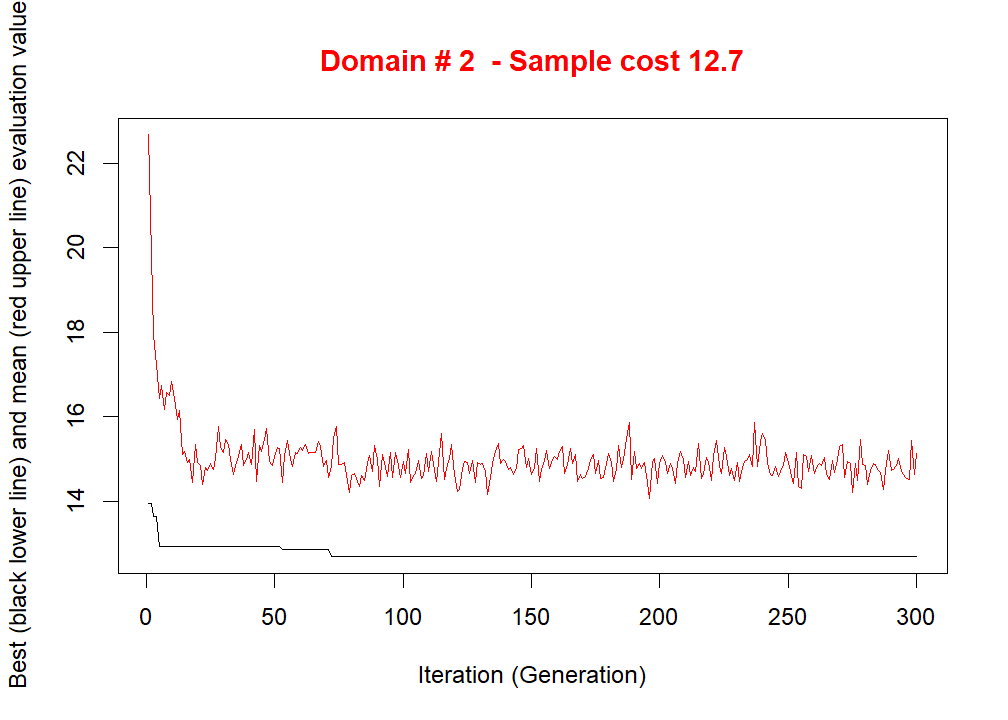 Domain # 2  - Sample cost 12.7
Best (black lower line) and mean (red upper line) evaluation value
22
20
18
16
14
0 50 100 150 200 250 300
Iteration (Generation)